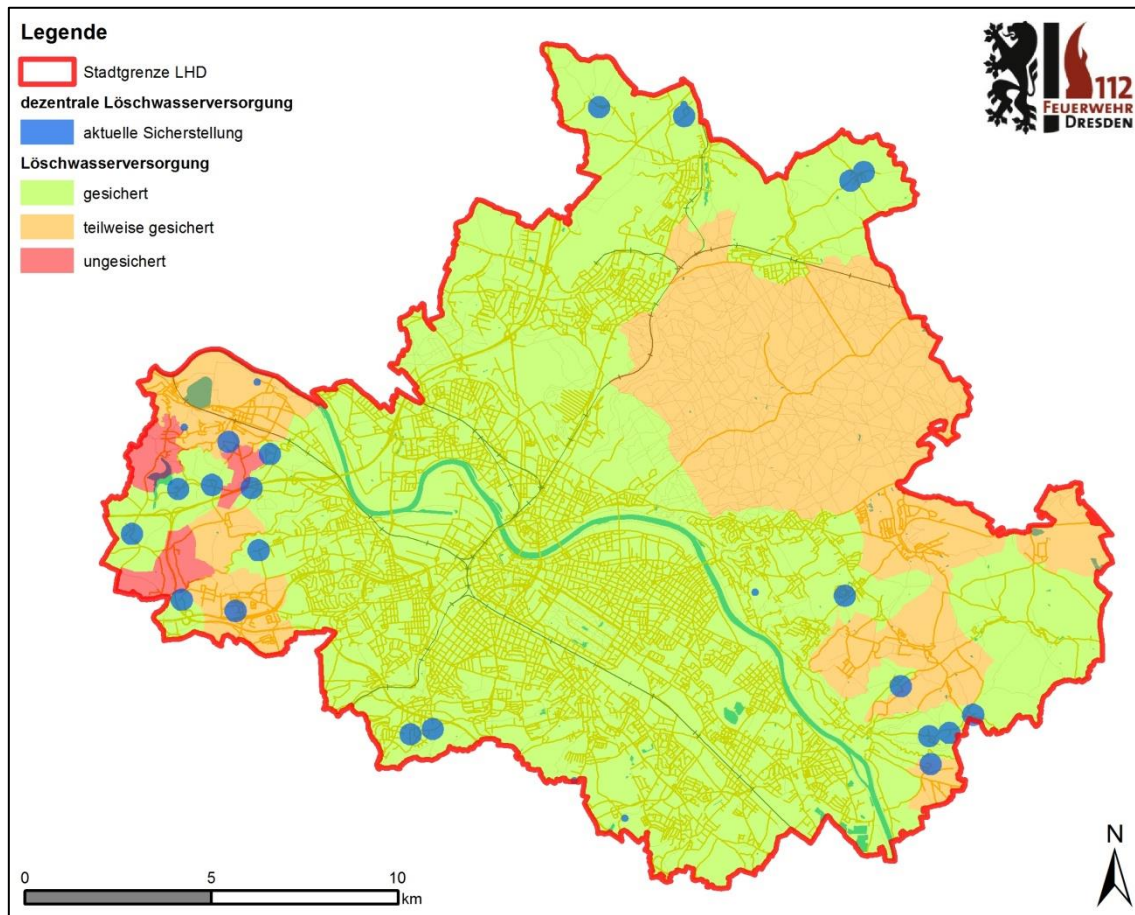 Legende
Stadtgrenze LHD
dezentrale Löschwasserversorgung
aktuelle Sicherstellung
Löschwasserversorgung
gesichert
teilweise gesichert
ungesichert
112
FEUERWEHR
DRESDEN
N
0 5 10
km